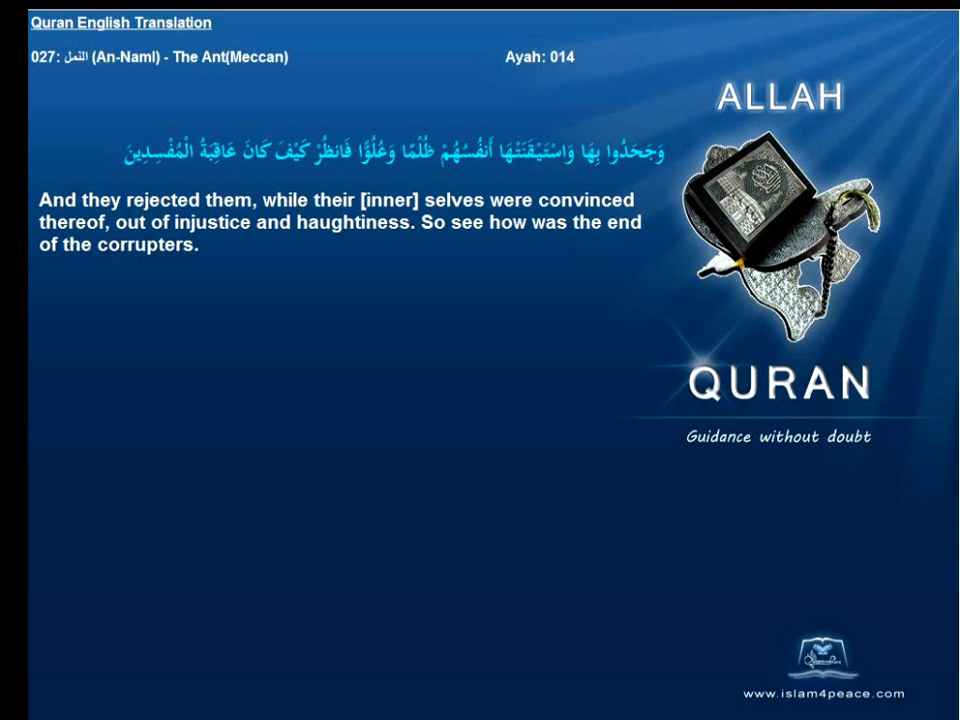 Quran English Translation
027: النمل (An-Naml) - The Ant(Meccan)
Ayah: 014
ALLAH
وَجَحَدُوا بِهَا وَاسْتَيْقَنَتْهَا أَنفُسُهُمْ ظُلْمًا وَعُلُوًّا فَانظُرْ كَيْفَ كَانَ عَاقِبَةُ الْمُفْسِدِينَ
And they rejected them, while their [inner] selves were convinced
thereof, out of injustice and haughtiness. So see how was the end
of the corrupters.
QURAN
Guidance without doubt
www.islam4peace.com